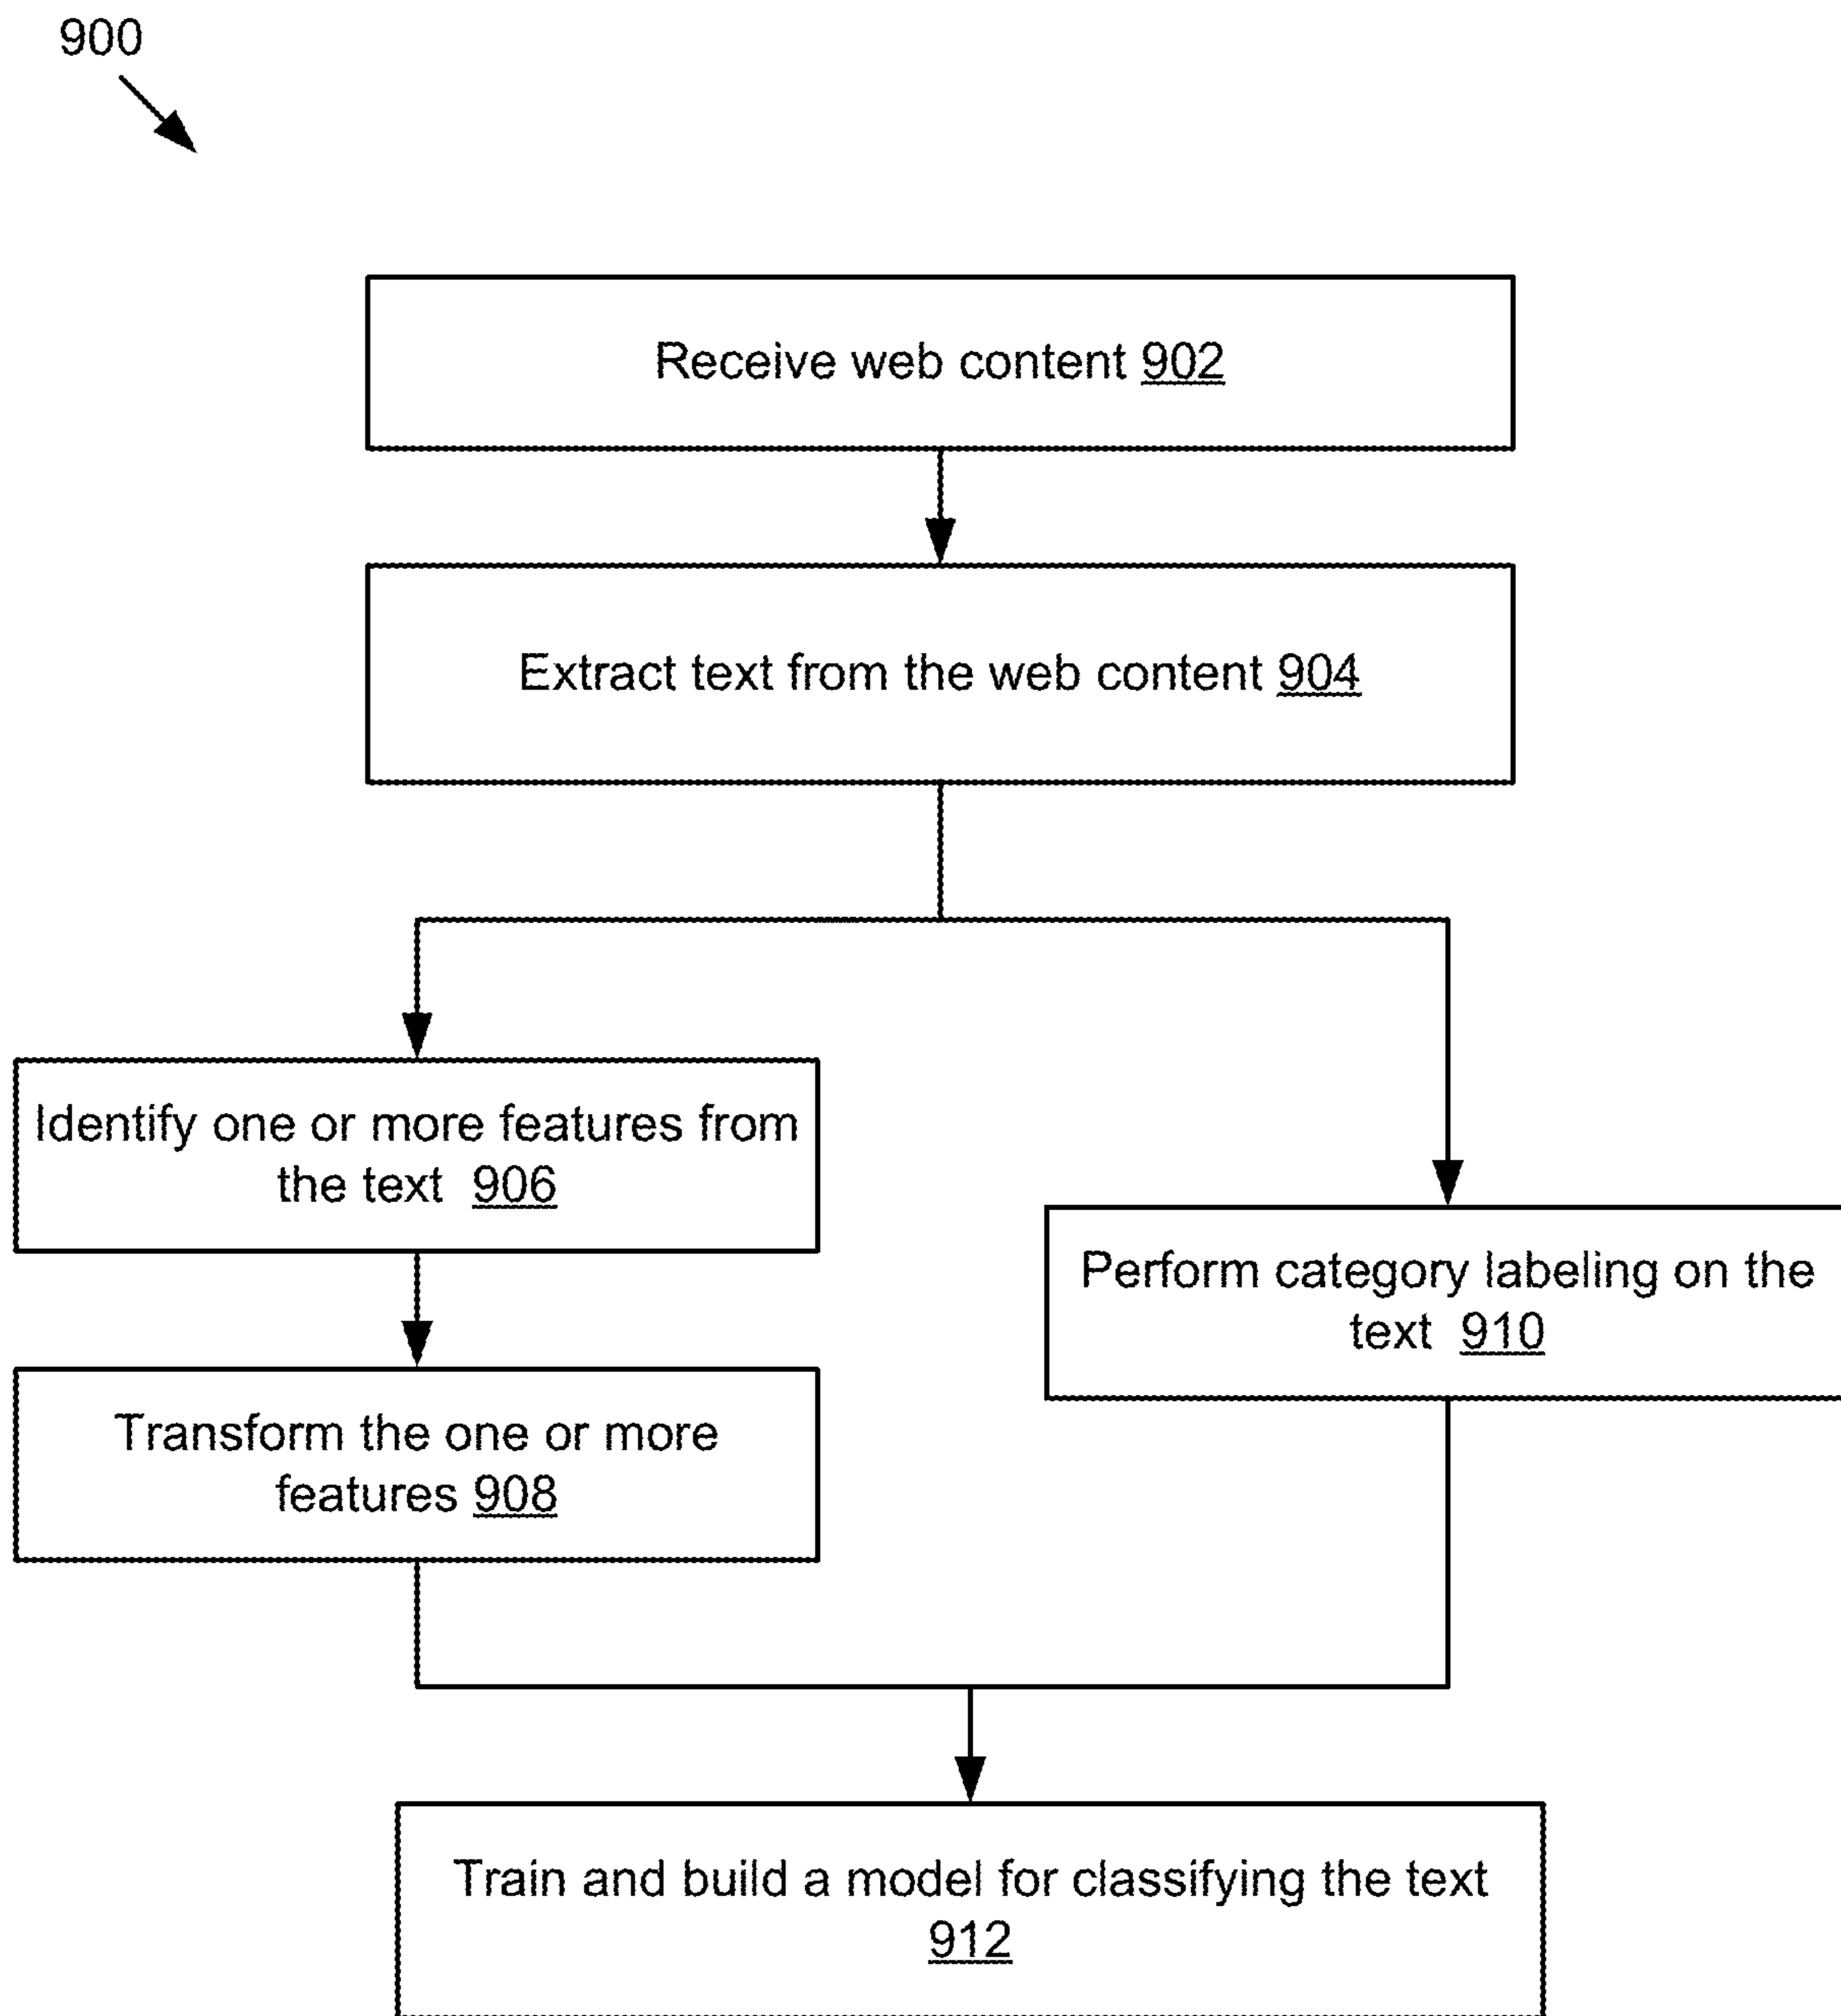 900
Receive web content 902
Extract text from the web content 904
Identify one or more features from
the text 906
Perform category labeling on the
text 910
Transform the one or more
features 908
Train and build a model for classifying the text
912